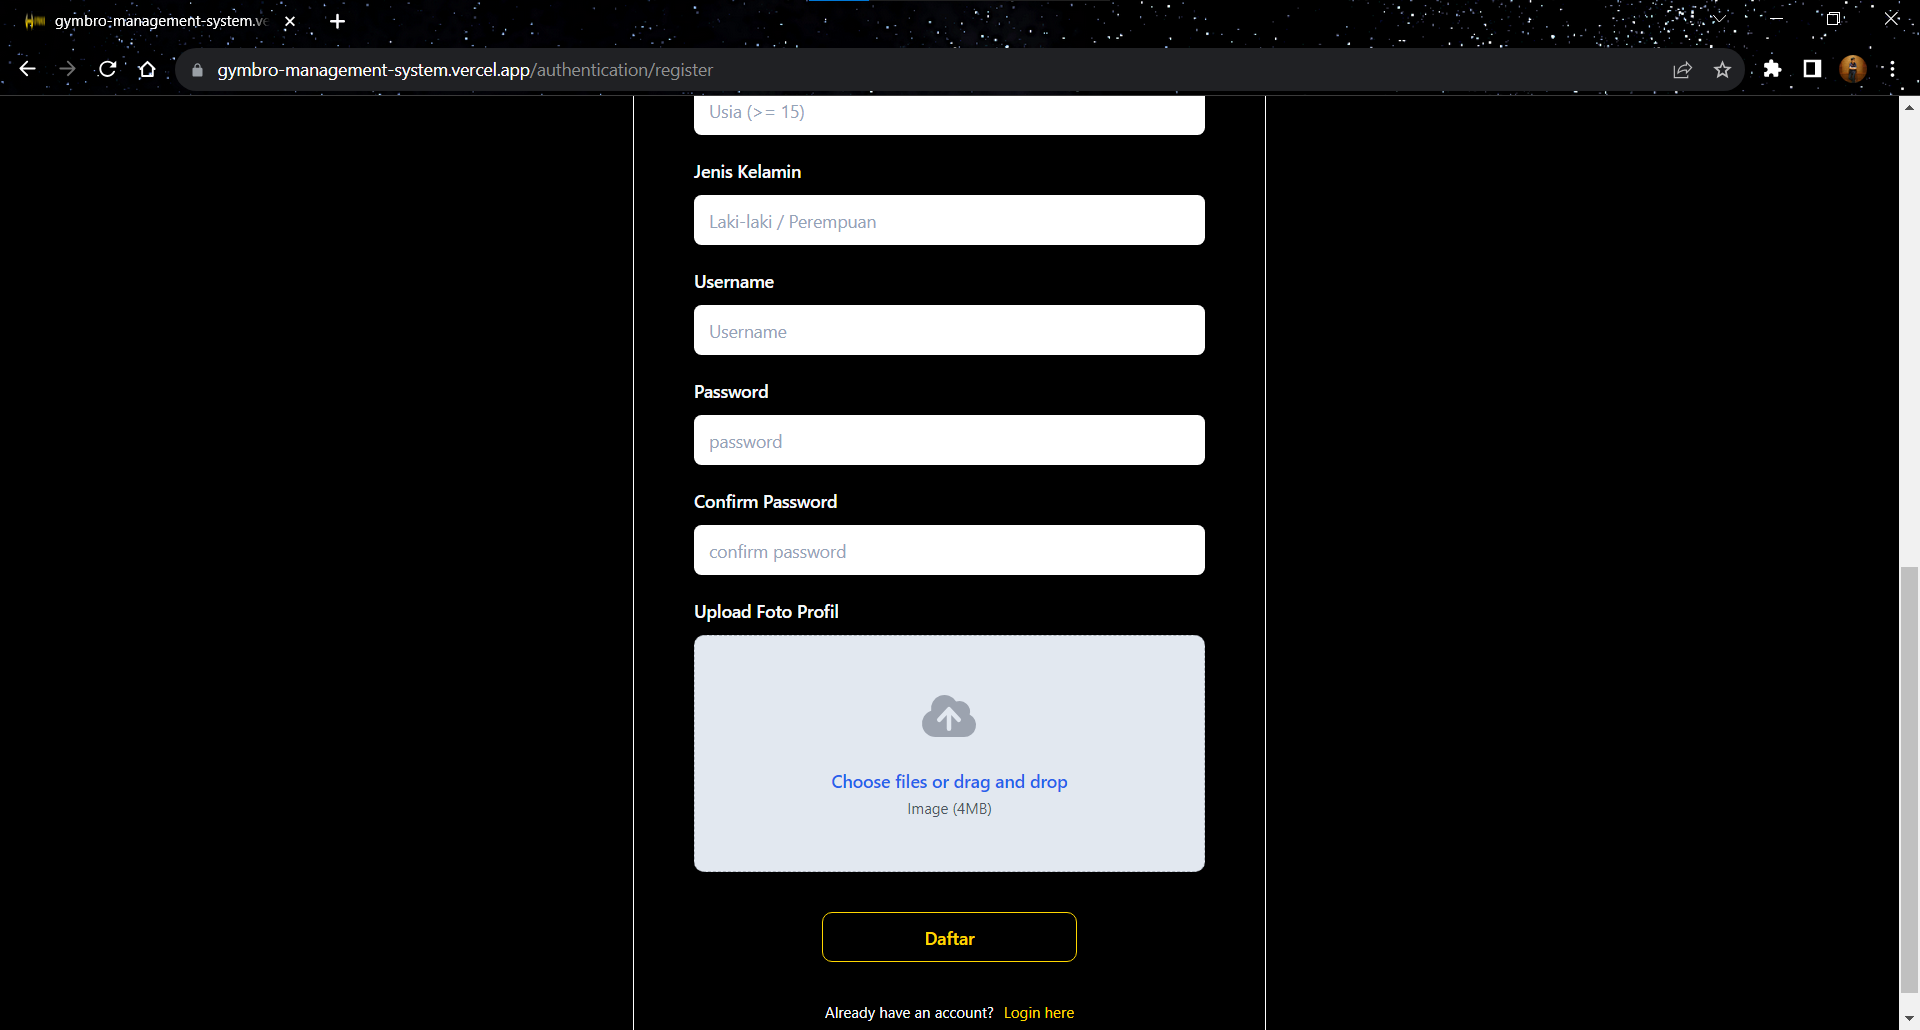 gymbro-management-system.ve
gymbro-management-system.vercel.app/authentication/register
Usia (>= 15)
Jenis Kelamin
Laki-laki / Perempuan
Username
Username
Password
password
Confirm Password
confirm password
Upload Foto Profil
Choose files or drag and drop
Image (4MB)
Daftar
Already have an account? Login here